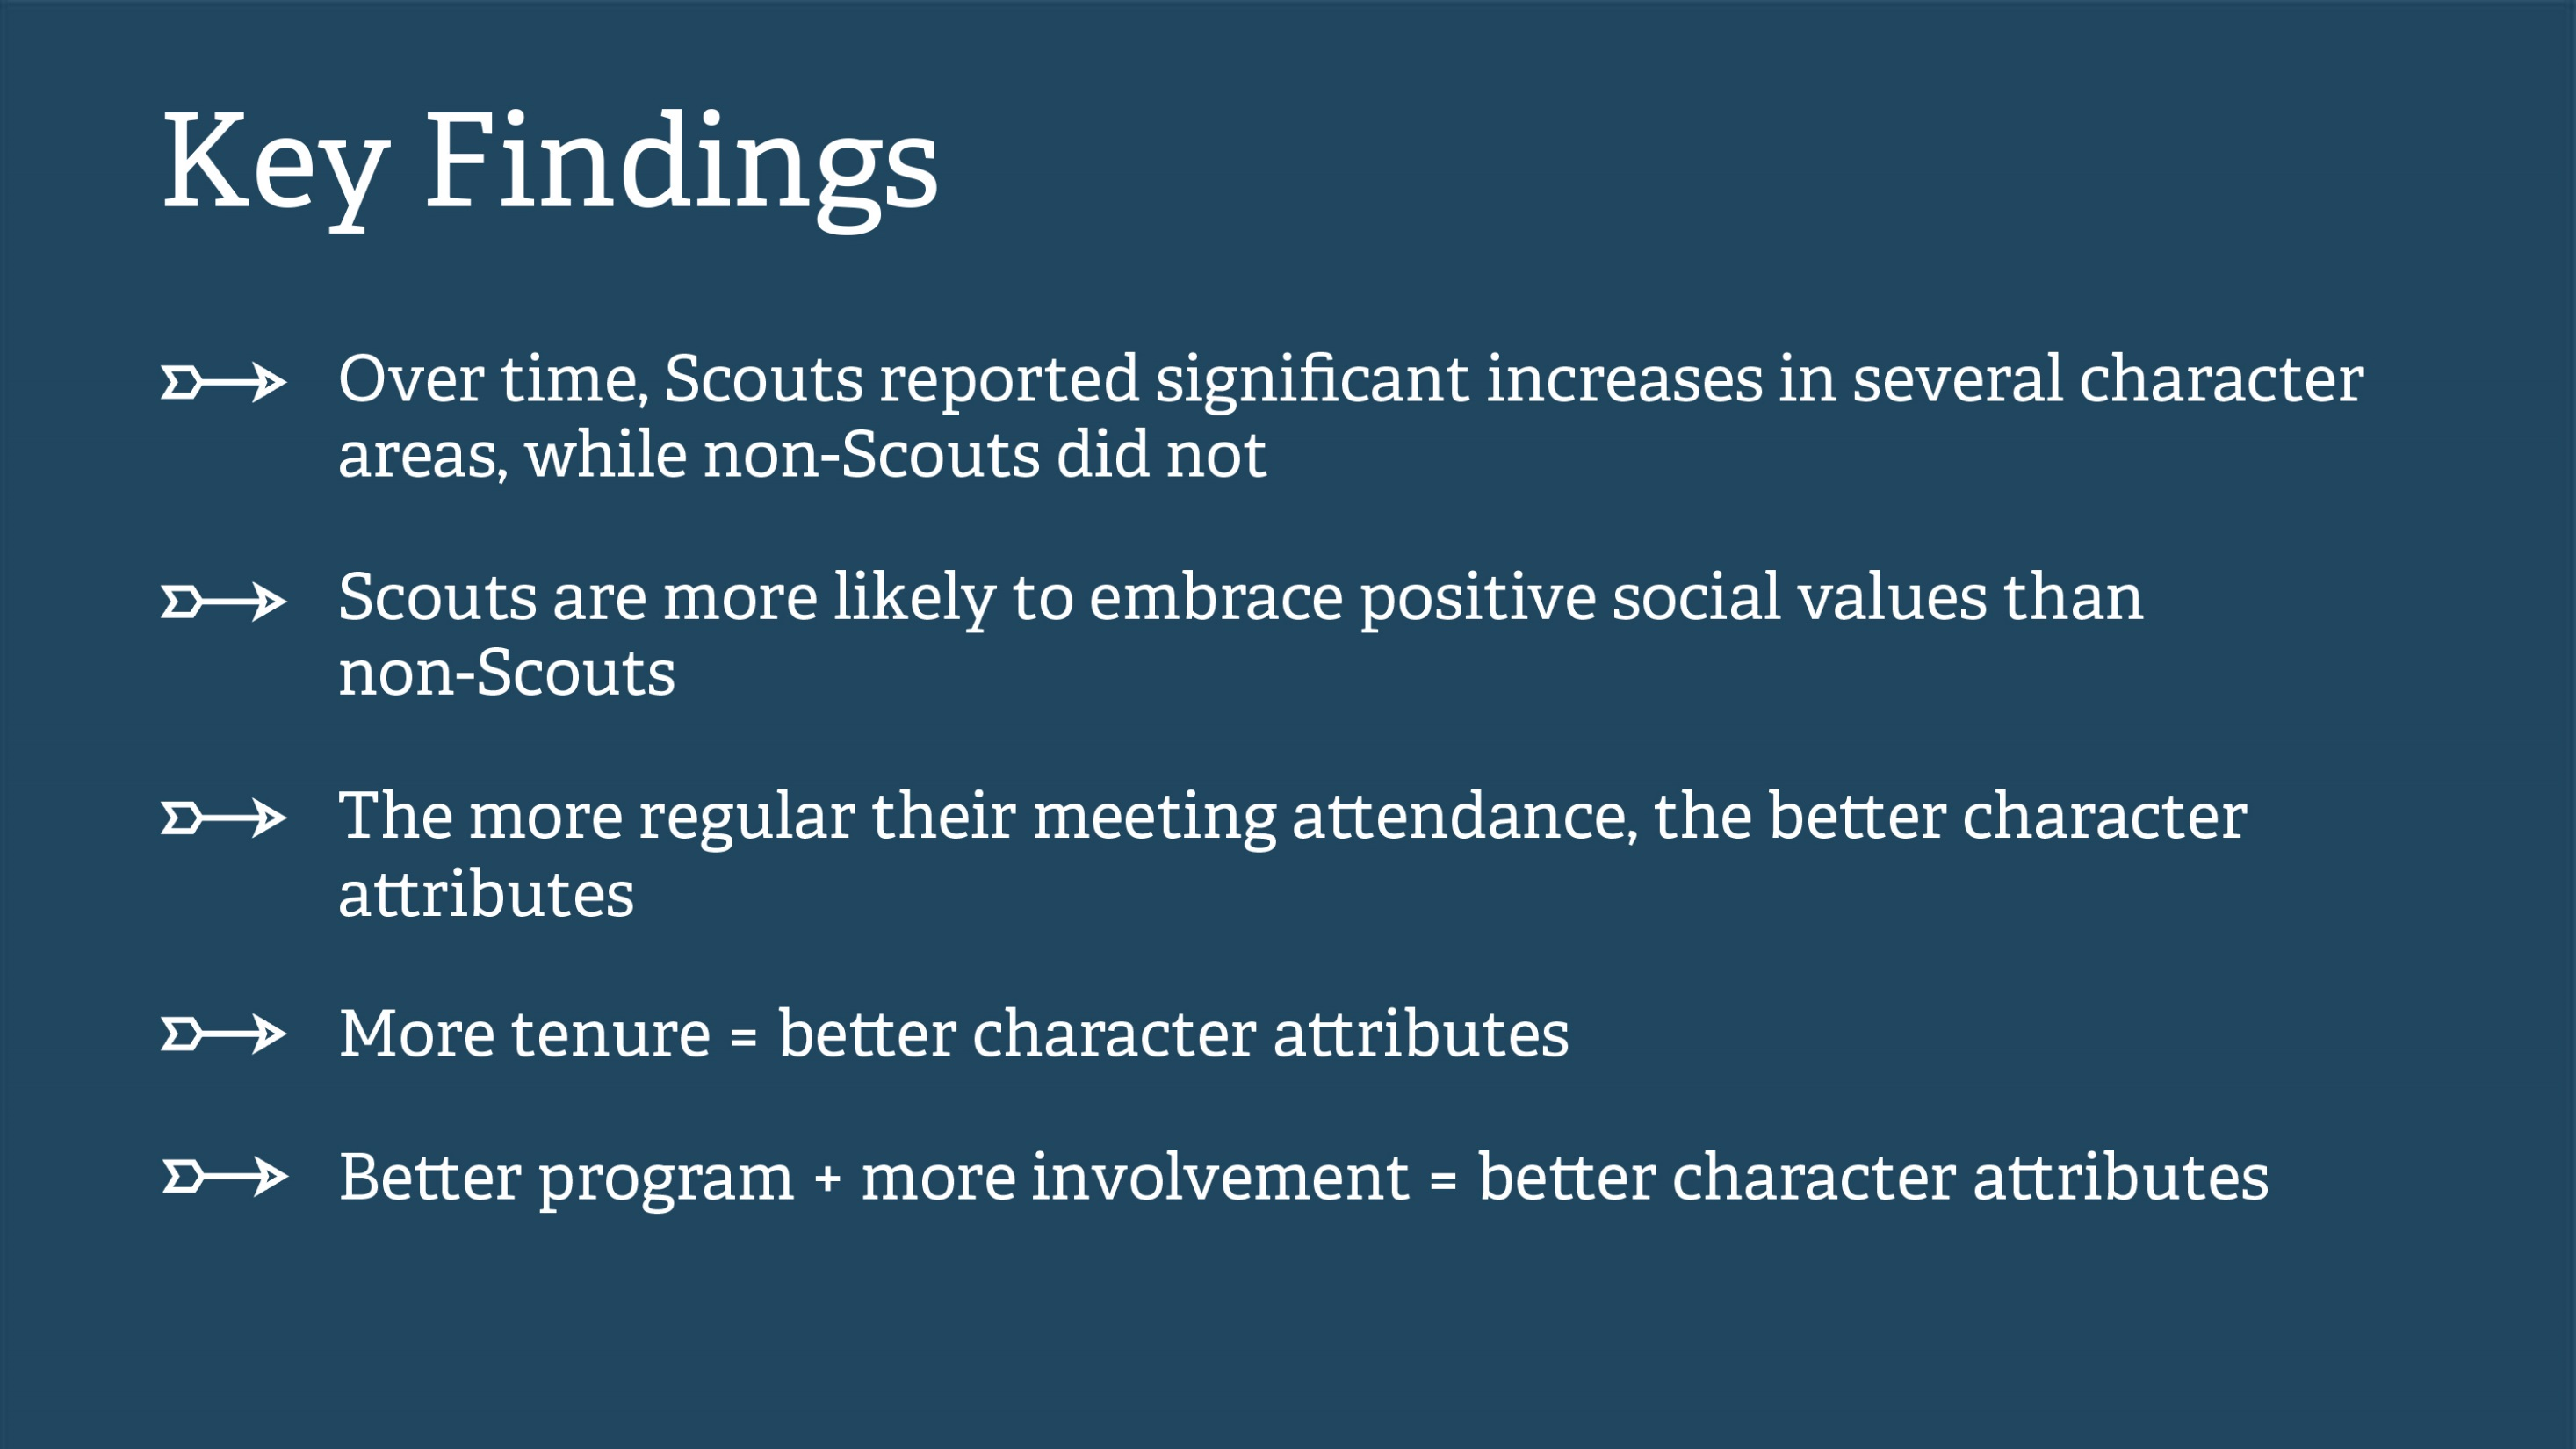 Key Findings
Over time, Scouts reported significant increases in several character
areas, while non-Scouts did not
Scouts are more likely to embrace positive social values than
non-Scouts
The more regular their meeting attendance, the better character
attributes
More tenure = better character attributes
Better program + more involvement = better character attributes